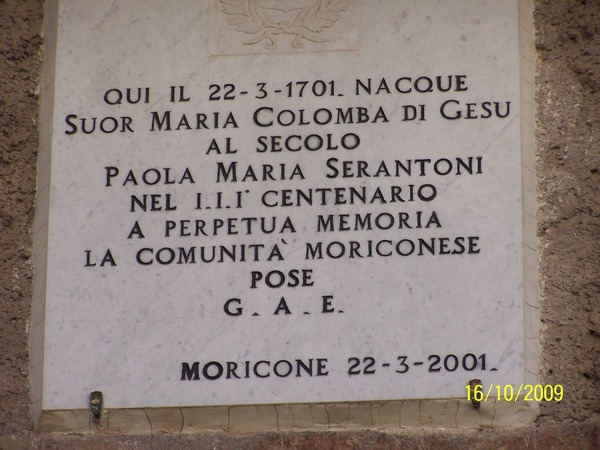 QUI IL 22-3-1701. NACQUE
SUOR MARIA COLOMBA DI GESU
AL SECOLO
PAOLA MARIA SERANTONI
NEL I.I.I° CENTENARIO
A PERPETUA MEMORIA
LA COMUNITÀ MORICONESE
POSE
G. A. E.
MORICONE 22-3-2001.
16/10/2009